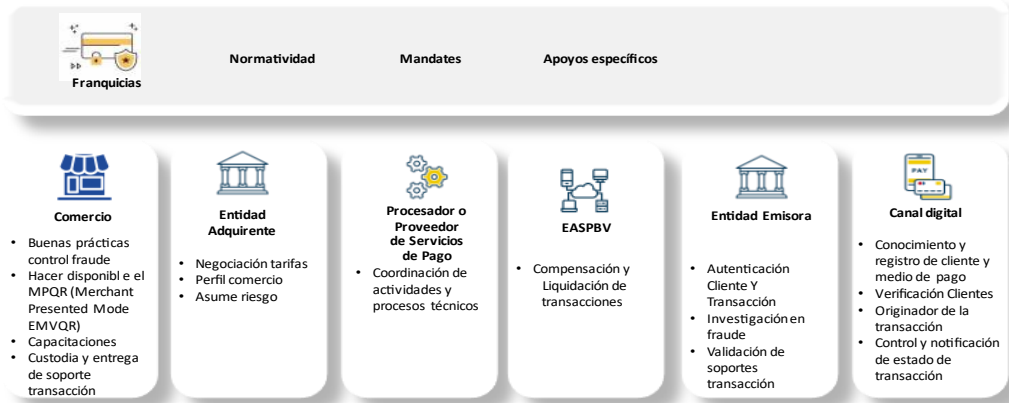 Franquicias
Normatividad
Mandates
Apoyos específicos
Comercio
• Buenas prácticas
control fraude
• Hacer disponibl e el
MPQR (Merchant
Presented Mode
EMVQR)
• Capacitaciones
• Custodia y entrega
de soporte
transacción
Entidad
Adquirente
• Negociación tarifas
• Perfil comercio
• Asume riesgo
Procesador o
Proveedor
de Servicios
de Pago
• Coordinación de
actividades y
procesos técnicos
EASPBV
• Compensación y
Liquidación de
transacciones
Entidad Emisora
• Autenticación
Cliente Y
Transacción
• Investigación en
fraude
• Validación de
soportes
transacción
PAY
Canal digital
• Conocimiento y
registro de cliente y
medio de pago
• Verificación Clientes
• Originador de la
transacción
• Control y notificación
de estado de
transacción